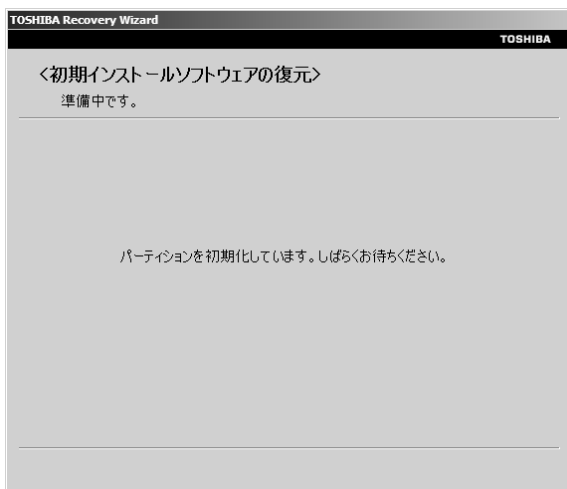 TOSHIBA Recovery Wizard
TOSHIBA
<初期インストールソフトウェアの復元>
準備中です。
パーティションを初期化しています。しばらくお待ちください。